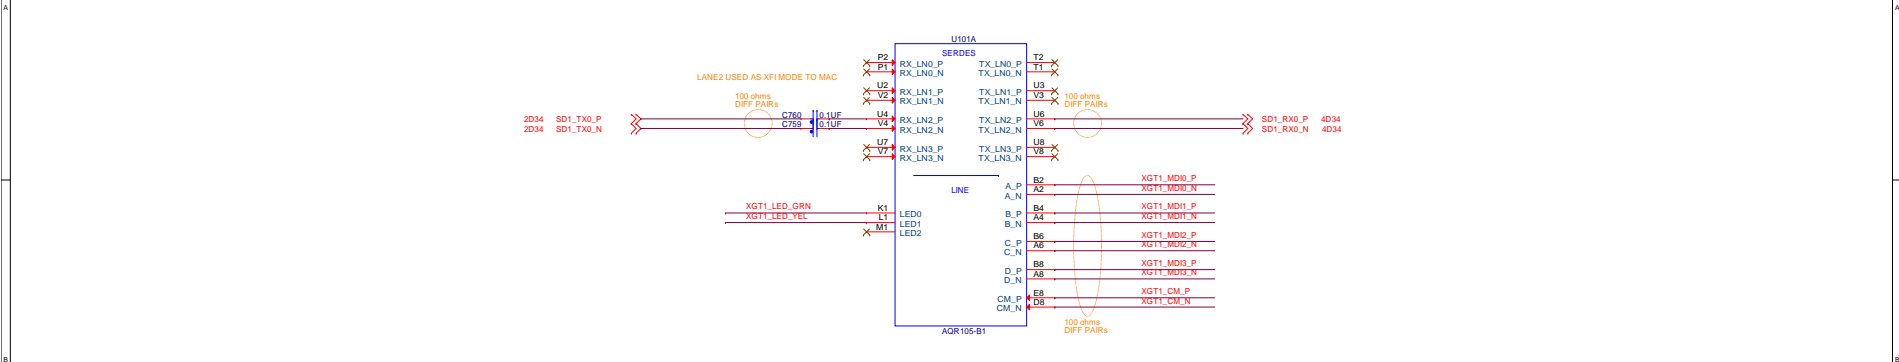 A
A
U101A
SERDES
LANE2 USED AS XFI MODE TO MAC
100 ohms
DIFF PAIRs
100 ohms
DIFF PAIRs
P2 RX_LN0_P TX_LN0_P T2
P1 RX_LN0_N TX_LN0_N T1
U2 RX_LN1_P TX_LN1_P U3
V2 RX_LN1_N TX_LN1_N V3
2D34 SD1_TX0_P C760 0.1UF U4 RX_LN2_P TX_LN2_P U6 SD1_RX0_P 4D34
2D34 SD1_TX0_N C759 0.1UF V4 RX_LN2_N TX_LN2_N V6 SD1_RX0_N 4D34
U7 RX_LN3_P TX_LN3_P U8
V7 RX_LN3_N TX_LN3_N V8
LINE
A_P B2 XGT1_MDI0_P
A_N A2 XGT1_MDI0_N
XGT1_LED_GRN K1 LED0 B_P B4 XGT1_MDI1_P
XGT1_LED_YEL L1 LED1 B_N A4 XGT1_MDI1_N
M1 LED2
C_P B6 XGT1_MDI2_P
C_N A6 XGT1_MDI2_N
D_P B8 XGT1_MDI3_P
D_N A8 XGT1_MDI3_N
CM_P E8 XGT1_CM_P
CM_N D8 XGT1_CM_N
100 ohms
DIFF PAIRs
AQR105-B1
B
B